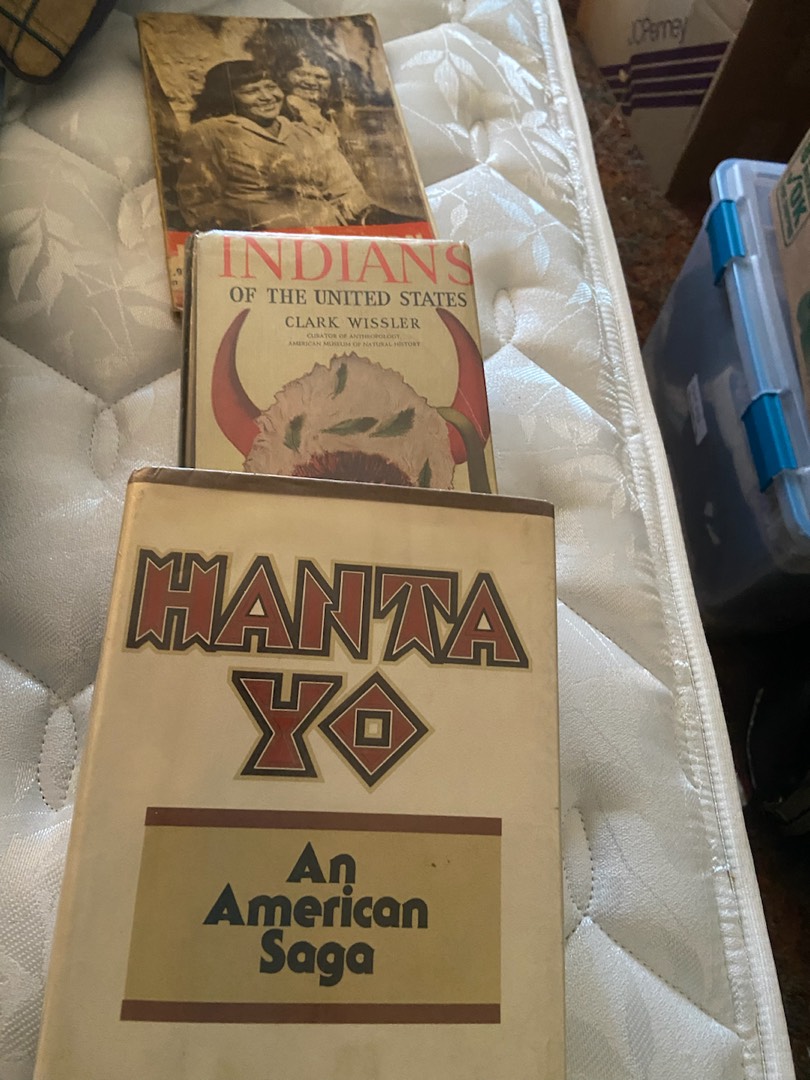 JCPenney
INDIANS
OF THE UNITED STATES
CLARK WISSLER
CURATOR OF ANTHROPOLOGY,
AMERICAN MUSEUM OF NATURAL HISTORY
HANTA
YO
An
American
Saga